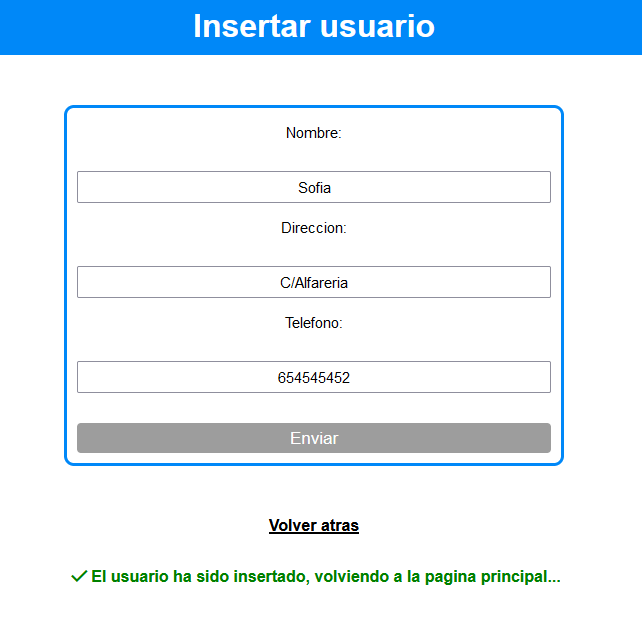 Insertar usuario
Nombre:
Sofia
Direccion:
C/Alfareria
Telefono:
654545452
Enviar
Volver atras
El usuario ha sido insertado, volviendo a la pagina principal...